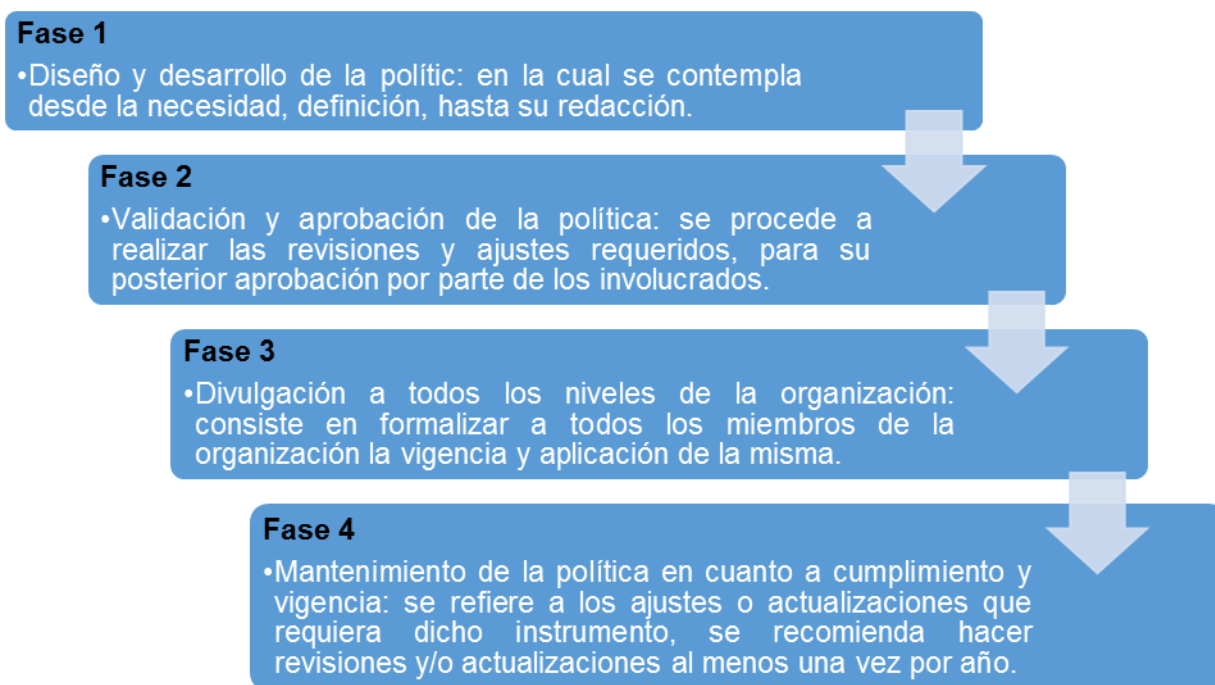 Fase 1
•Diseño y desarrollo de la polític: en la cual se contempla
desde la necesidad, definición, hasta su redacción.
Fase 2
•Validación y aprobación de la política: se procede a
realizar las revisiones y ajustes requeridos, para su
posterior aprobación por parte de los involucrados.
Fase 3
•Divulgación a todos los niveles de la organización:
consiste en formalizar a todos los miembros de la
organización la vigencia y aplicación de la misma.
Fase 4
•Mantenimiento de la política en cuanto a cumplimiento y
vigencia: se refiere a los ajustes o actualizaciones que
requiera dicho instrumento, se recomienda hacer
revisiones y/o actualizaciones al menos una vez por año.